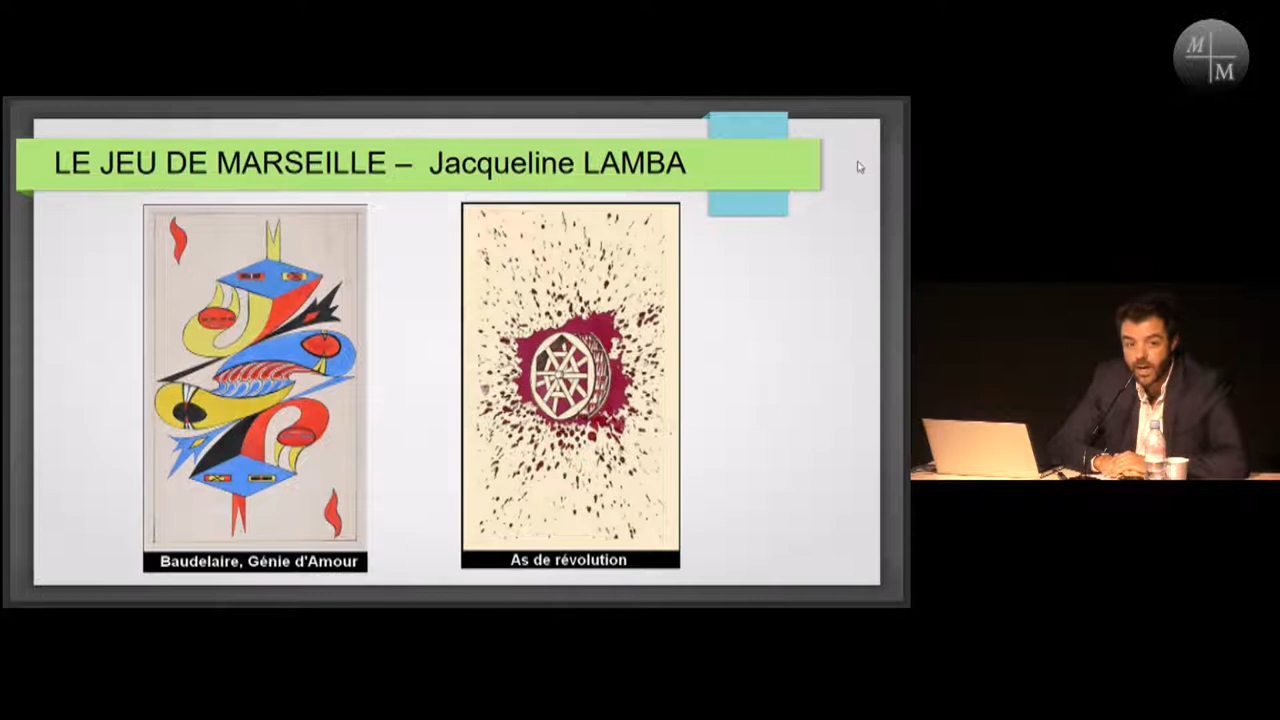 M
M
LE JEU DE MARSEILLE – Jacqueline LAMBA
Baudelaire, Génie d'Amour
As de révolution